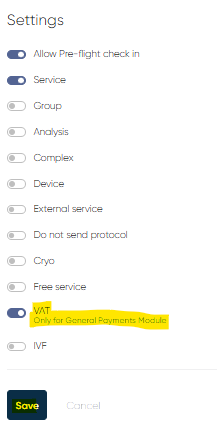 Settings
Allow Pre-flight check in
Service
Group
Analysis
Complex
Device
External service
Do not send protocol
Cryo
Free service
VAT
Only for General Payments Module
IVF
Save
Cancel